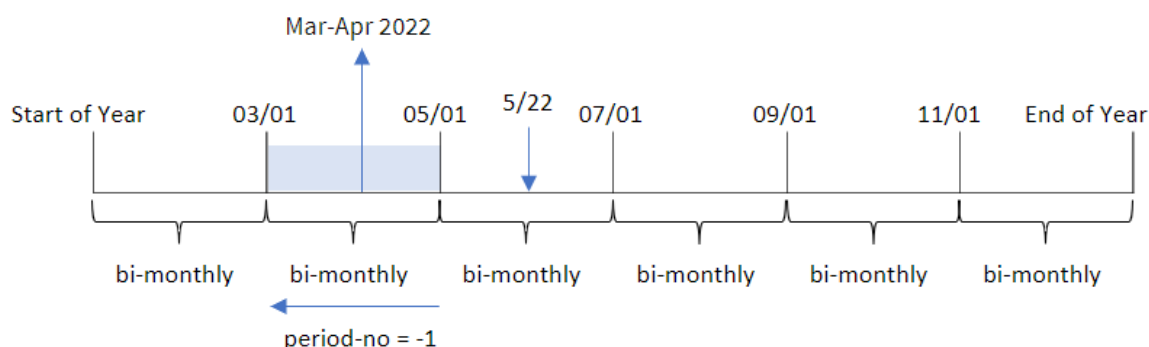 Mar-Apr 2022
Start of Year 03/01 05/01 5/22 07/01 09/01 11/01 End of Year
bi-monthly bi-monthly bi-monthly bi-monthly bi-monthly bi-monthly
period-no = -1